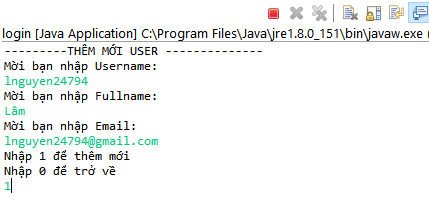 login [Java Application] C:\Program Files\Java\jre1.8.0_151\bin\javaw.exe (
---------THÊM MỚI USER --------------
Mời bạn nhập Username:
lnguyen24794
Mời bạn nhập Fullname:
Lâm
Mời bạn nhập Email:
lnguyen24794@gmail.com
Nhập 1 để thêm mới
Nhập 0 để trở về
1